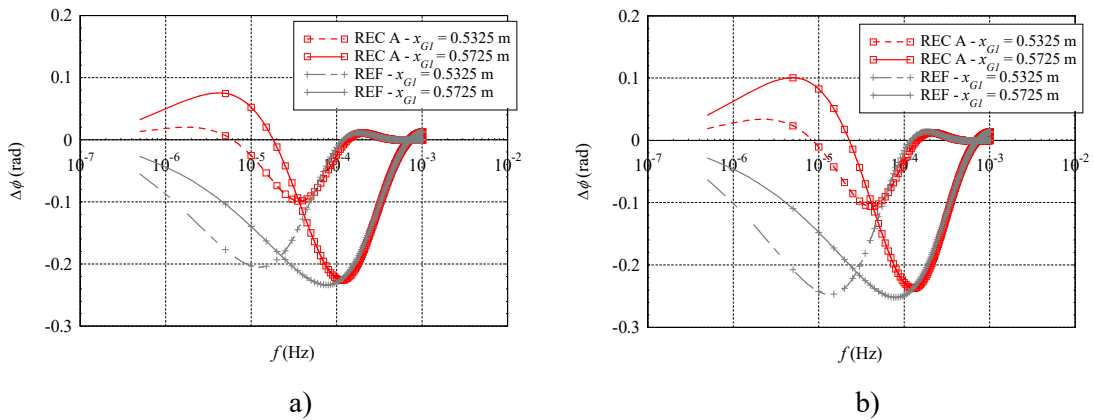 0.2
0.1
0
-0.1
-0.2
-0.3
10^-7
10^-6
10^-5
10^-4
10^-3
10^-2
Δϕ (rad)
f (Hz)
REC A - x_G1 = 0.5325 m
REC A - x_G1 = 0.5725 m
REF - x_G1 = 0.5325 m
REF - x_G1 = 0.5725 m
a)
0.2
0.1
0
-0.1
-0.2
-0.3
10^-7
10^-6
10^-5
10^-4
10^-3
10^-2
Δϕ (rad)
f (Hz)
REC A - x_G1 = 0.5325 m
REC A - x_G1 = 0.5725 m
REF - x_G1 = 0.5325 m
REF - x_G1 = 0.5725 m
b)